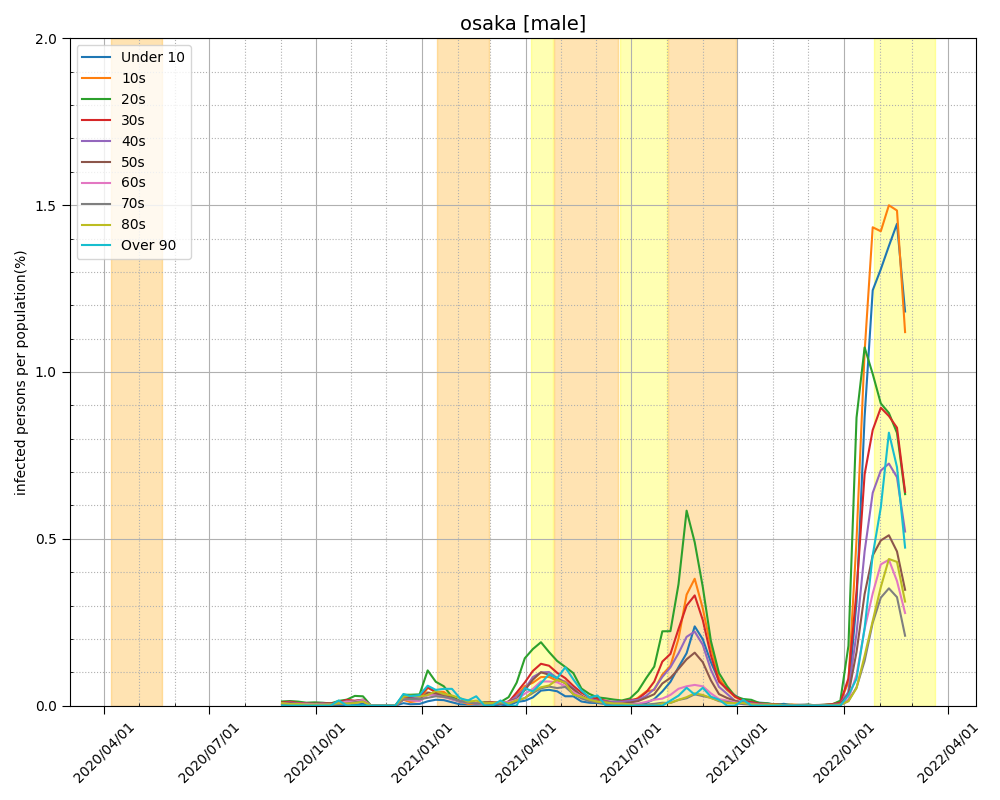 osaka [male]
2.0
1.5
1.0
0.5
0.0
infected persons per population(%)
Under 10
10s
20s
30s
40s
50s
60s
70s
80s
Over 90
2020/04/01
2020/07/01
2020/10/01
2021/01/01
2021/04/01
2021/07/01
2021/10/01
2022/01/01
2022/04/01